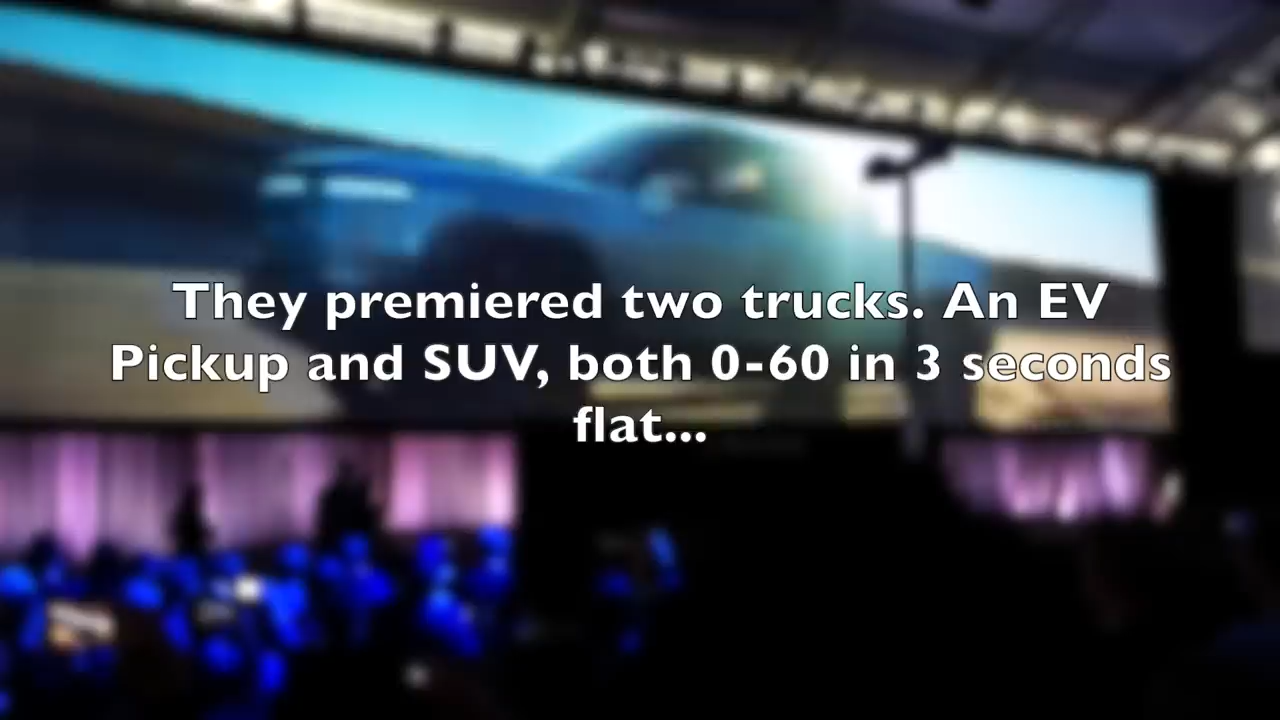 They premiered two trucks. An EV
Pickup and SUV, both 0-60 in 3 seconds
flat...